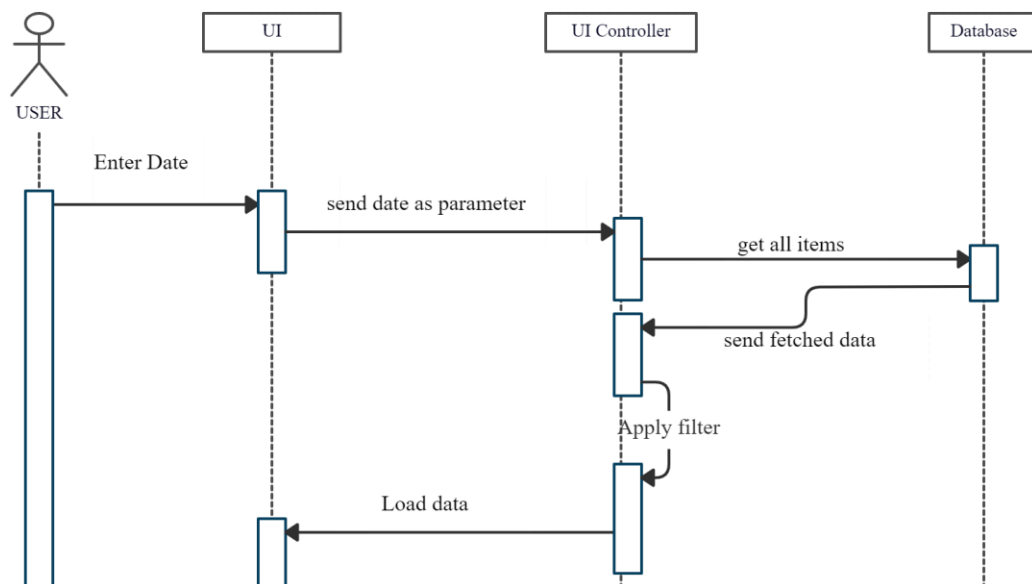 UI
UI Controller
Database
USER
Enter Date
send date as parameter
get all items
send fetched data
Apply filter
Load data